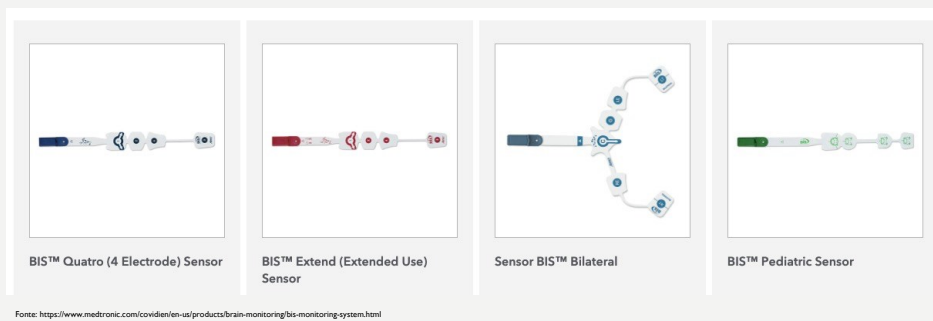 BIS™ Quatro (4 Electrode) Sensor
BIS™ Extend (Extended Use)
Sensor
Sensor BIS™ Bilateral
BIS™ Pediatric Sensor
Fonte: https://www.medtronic.com/covidien/en-us/products/brain-monitoring/bis-monitoring-system.html